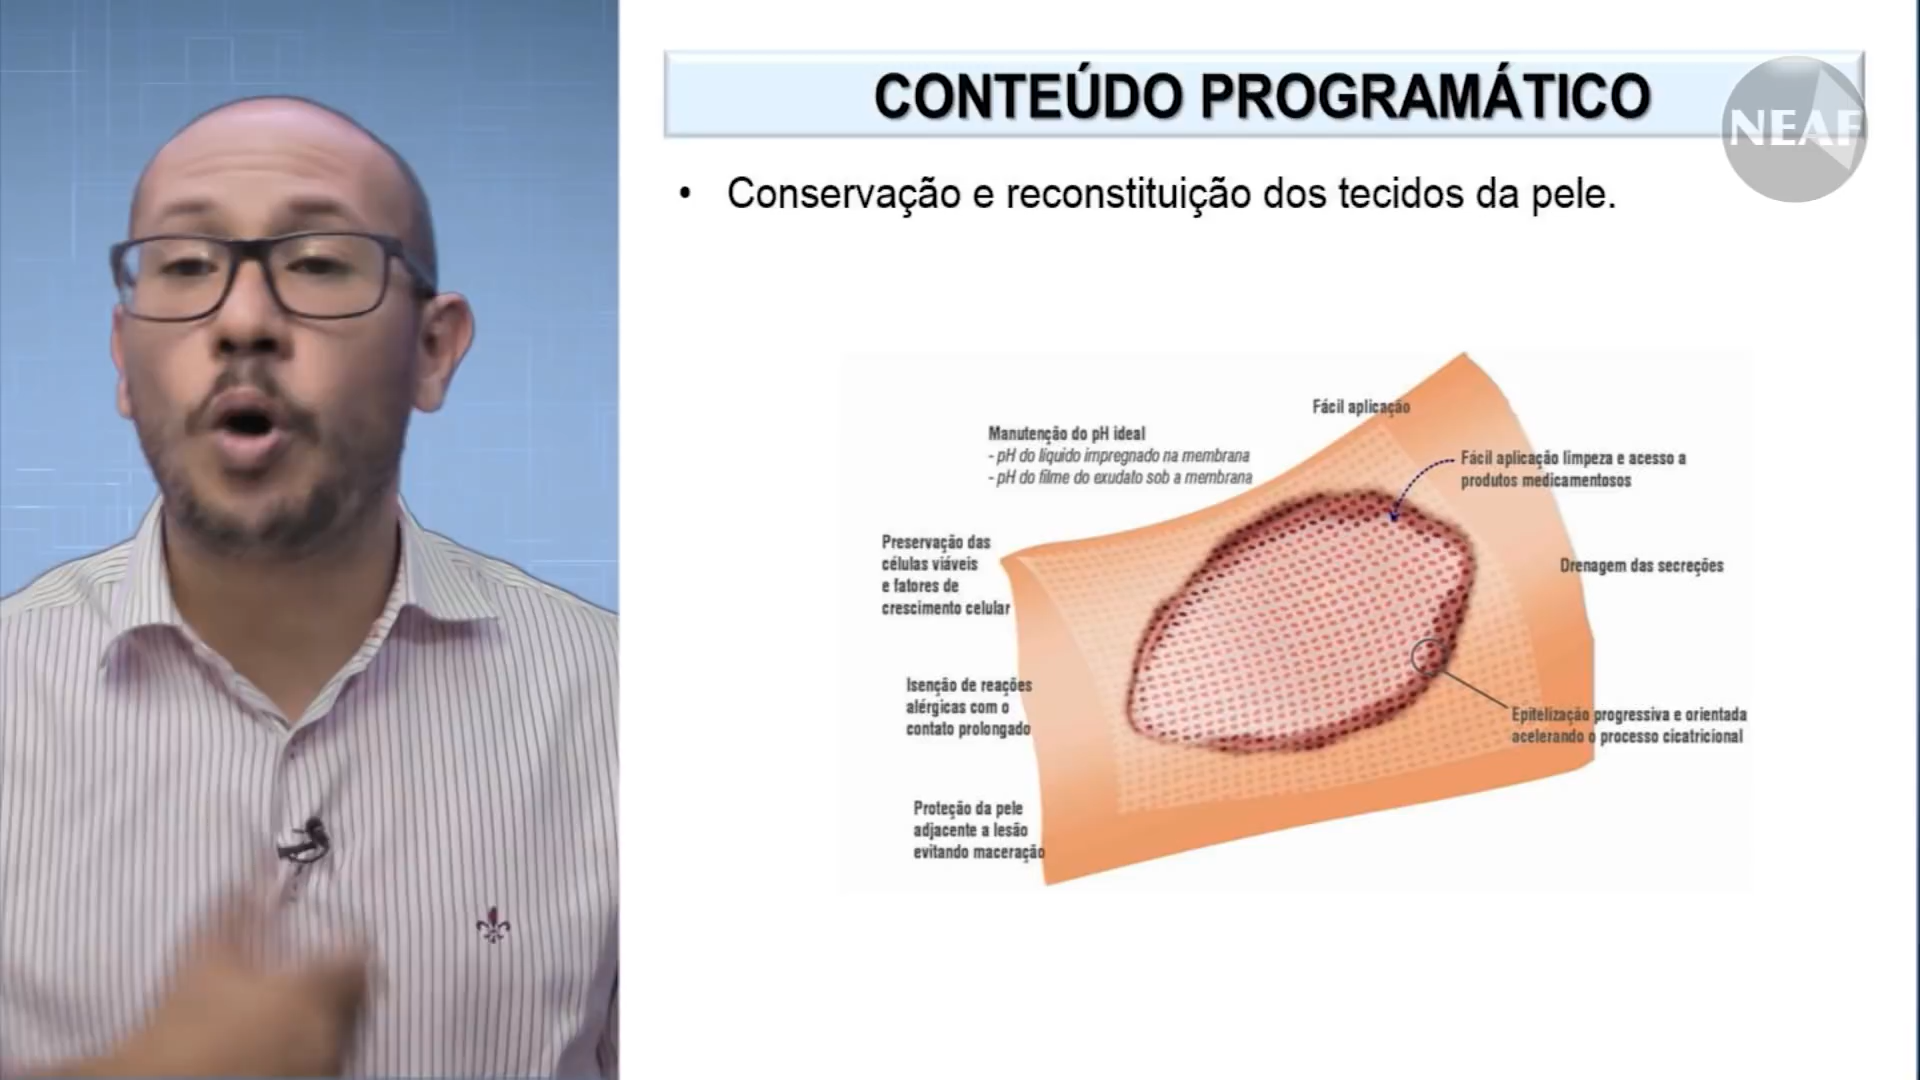 CONTEÚDO PROGRAMÁTICO
NEAF
• Conservação e reconstituição dos tecidos da pele.
Fácil aplicação
Manutenção do pH ideal
- pH do líquido impregnado na membrana
- pH do filme do exudato sob a membrana
Fácil aplicação limpeza e acesso a
produtos medicamentosos
Preservação das
células viáveis
e fatores de
crescimento celular
Drenagem das secreções
Isenção de reações
alérgicas com o
contato prolongado
Epitelização progressiva e orientada
acelerando o processo cicatricional
Proteção da pele
adjacente a lesão
evitando maceração